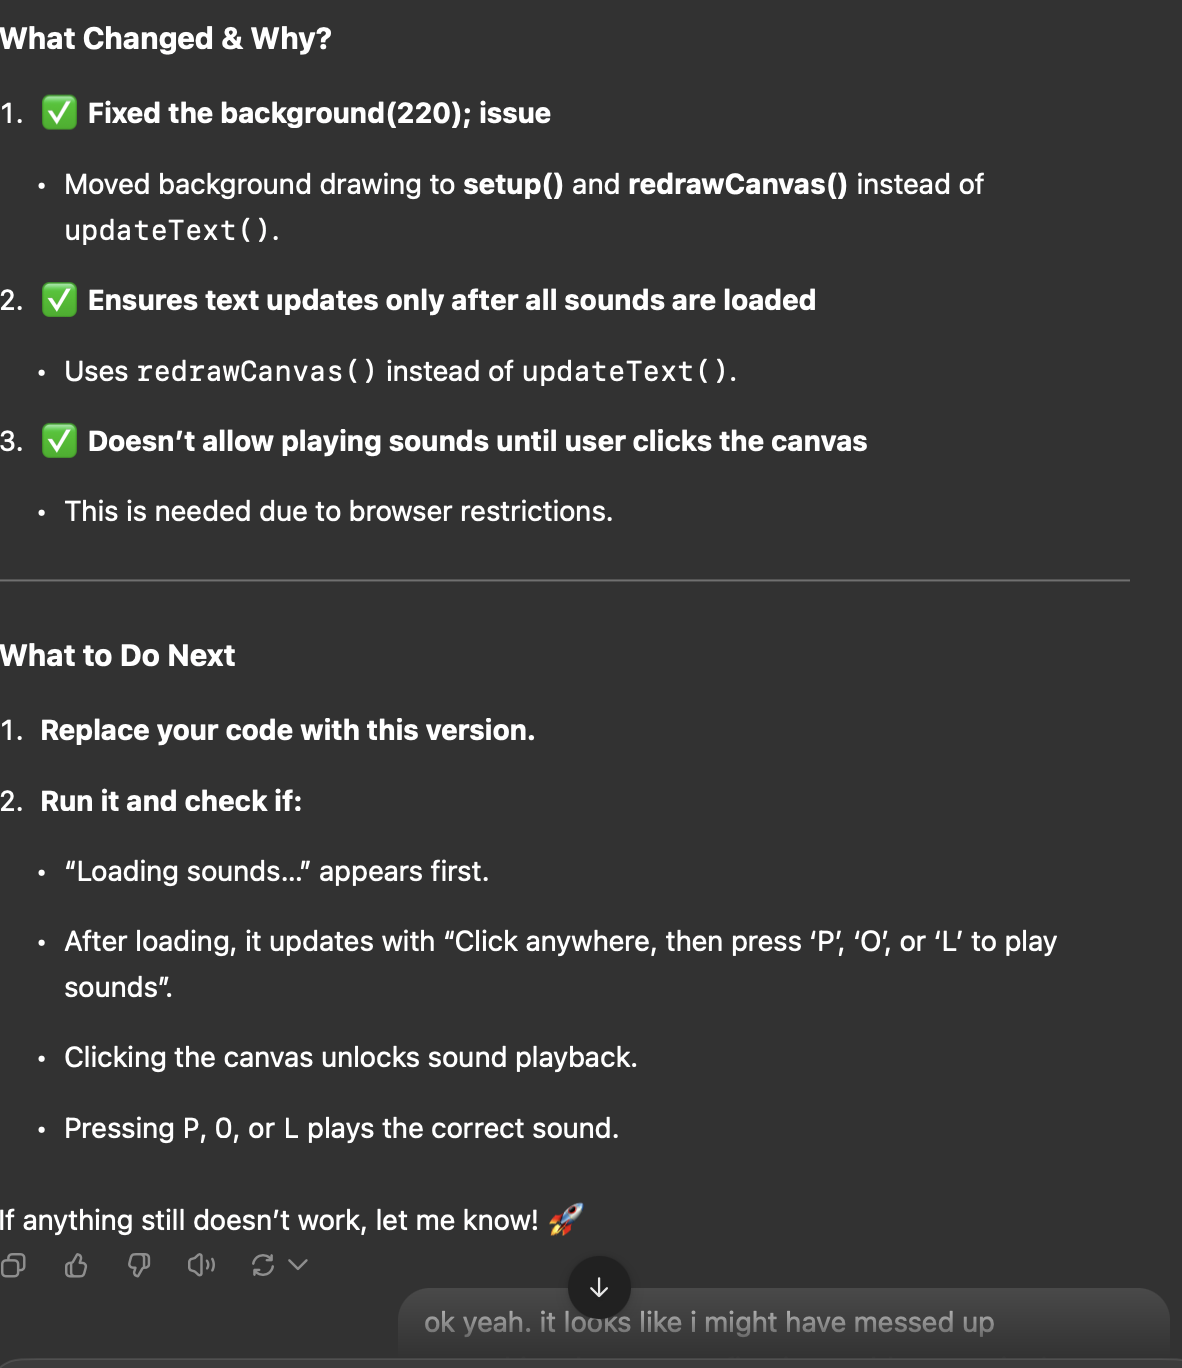 What Changed & Why?
1. ✅ Fixed the background(220); issue
• Moved background drawing to setup() and redrawCanvas() instead of
updateText().
2. ✅ Ensures text updates only after all sounds are loaded
• Uses redrawCanvas() instead of updateText().
3. ✅ Doesn’t allow playing sounds until user clicks the canvas
• This is needed due to browser restrictions.
What to Do Next
1. Replace your code with this version.
2. Run it and check if:
• “Loading sounds…” appears first.
• After loading, it updates with “Click anywhere, then press ‘P’, ‘O’, or ‘L’ to play
sounds”.
• Clicking the canvas unlocks sound playback.
• Pressing P, O, or L plays the correct sound.
If anything still doesn’t work, let me know! 🚀
ok yeah. it looks like i might have messed up